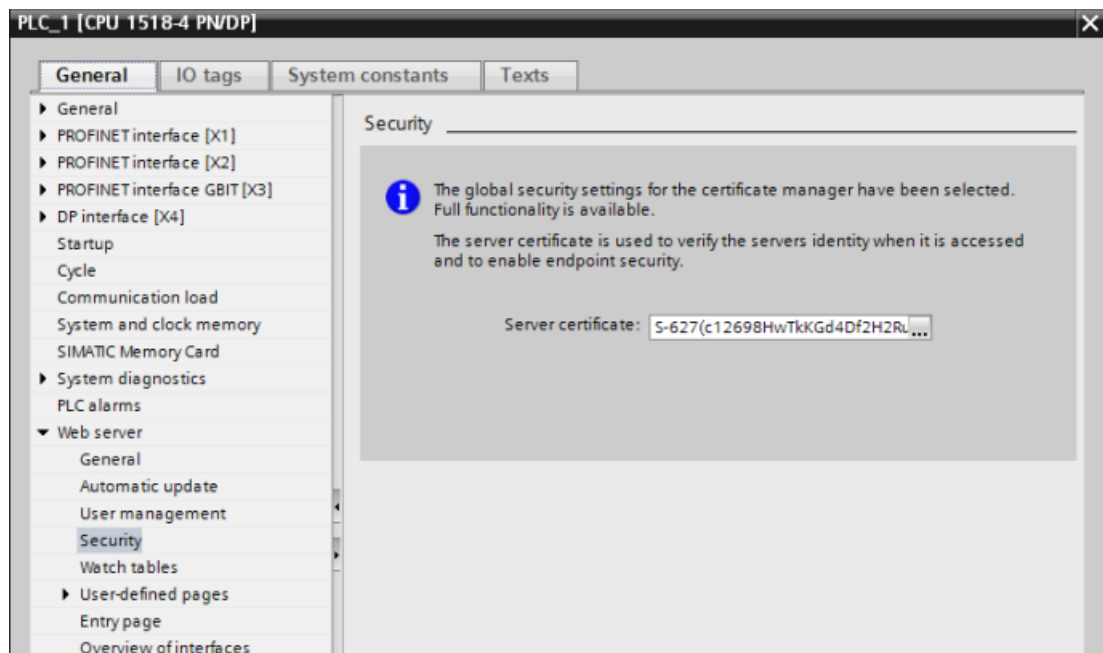 PLC_1 [CPU 1518-4 PN/DP]
General
IO tags
System constants
Texts
General
PROFINET interface [X1]
PROFINET interface [X2]
PROFINET interface GBIT [X3]
DP interface [X4]
Startup
Cycle
Communication load
System and clock memory
SIMATIC Memory Card
System diagnostics
PLC alarms
Web server
General
Automatic update
User management
Security
Watch tables
User-defined pages
Entry page
Overview of interfaces
Security
The global security settings for the certificate manager have been selected.
Full functionality is available.
The server certificate is used to verify the servers identity when it is accessed
and to enable endpoint security.
Server certificate: S-627(c12698HwTkKGd4Df2H2Ru...